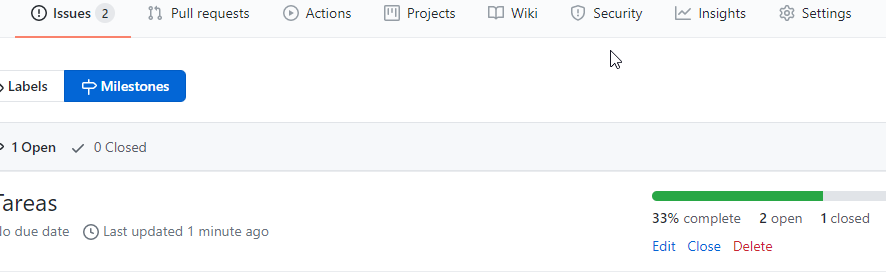 Issues 2 Pull requests Actions Projects Wiki Security Insights Settings
Labels Milestones
1 Open 0 Closed
Tareas
No due date Last updated 1 minute ago
33% complete 2 open 1 closed
Edit Close Delete